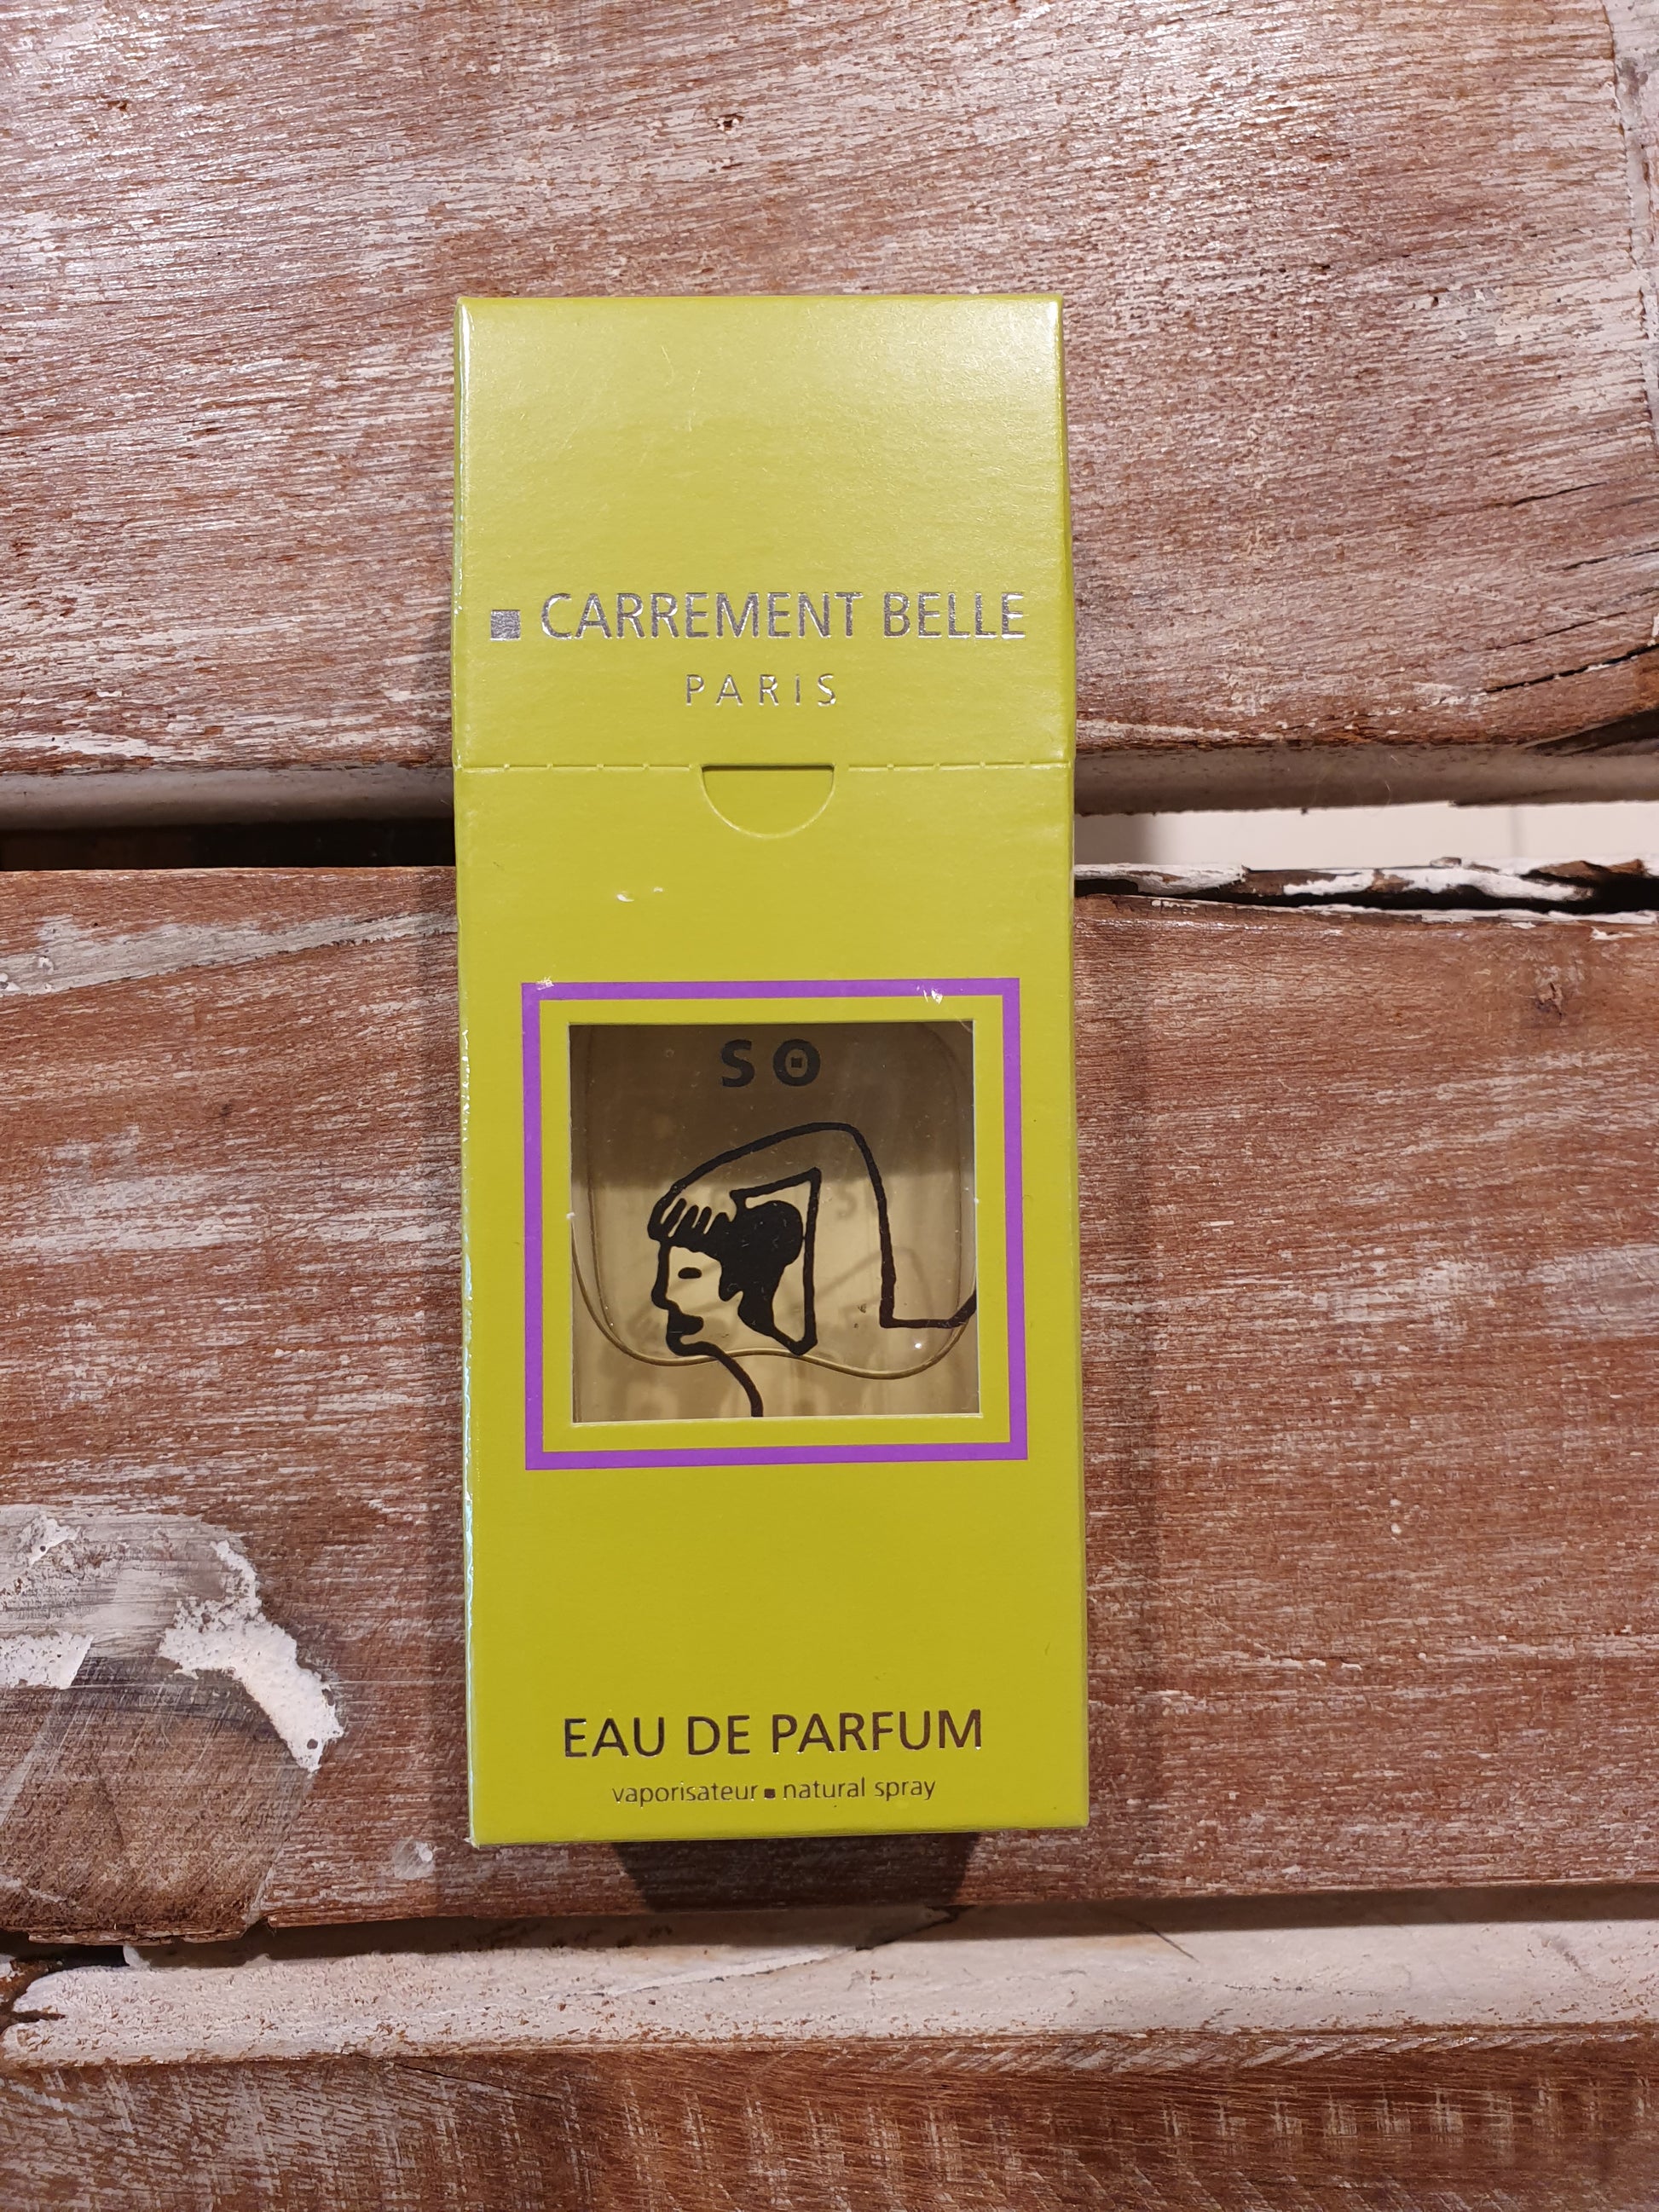 CARREMENT BELLE
PARiS
SO
EAU DE PARFUM
vaporisateur ▪ natural spray